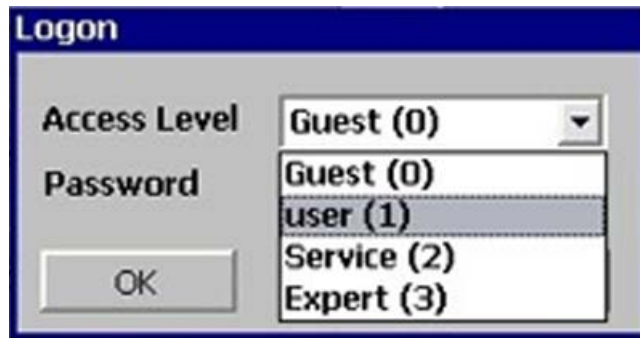 Logon
Access Level
Guest (0)
Guest (0)
Password
user (1)
Service (2)
OK
Expert (3)